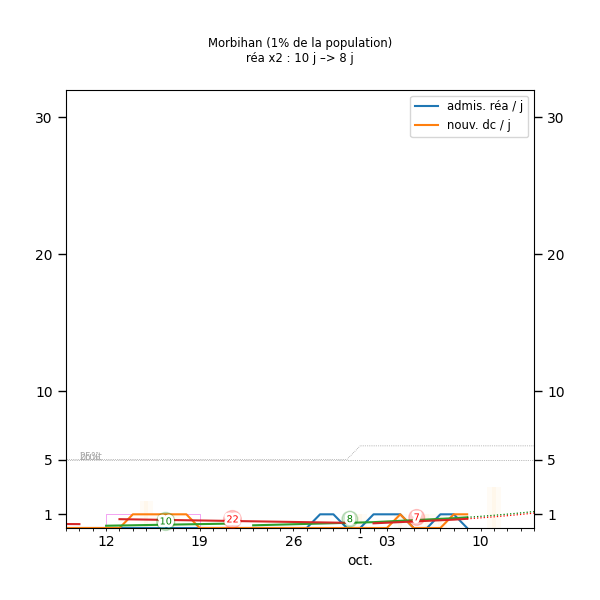 Morbihan (1% de la population)
réa x2 : 10 j –> 8 j
admis. réa / j
nouv. dc / j
30 30
20 20
10 10
5 5
25%
1 1
10 22 8 7
12 19 26 - 03 10
oct.